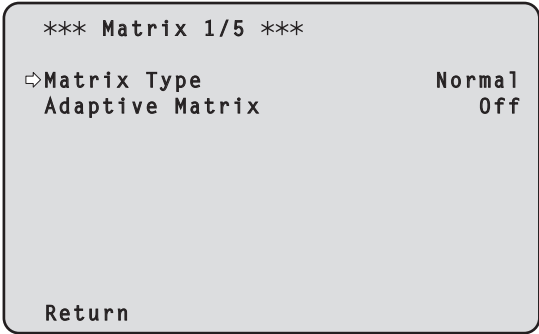 *** Matrix 1/5 ***
⇨Matrix Type Normal
Adaptive Matrix Off
Return